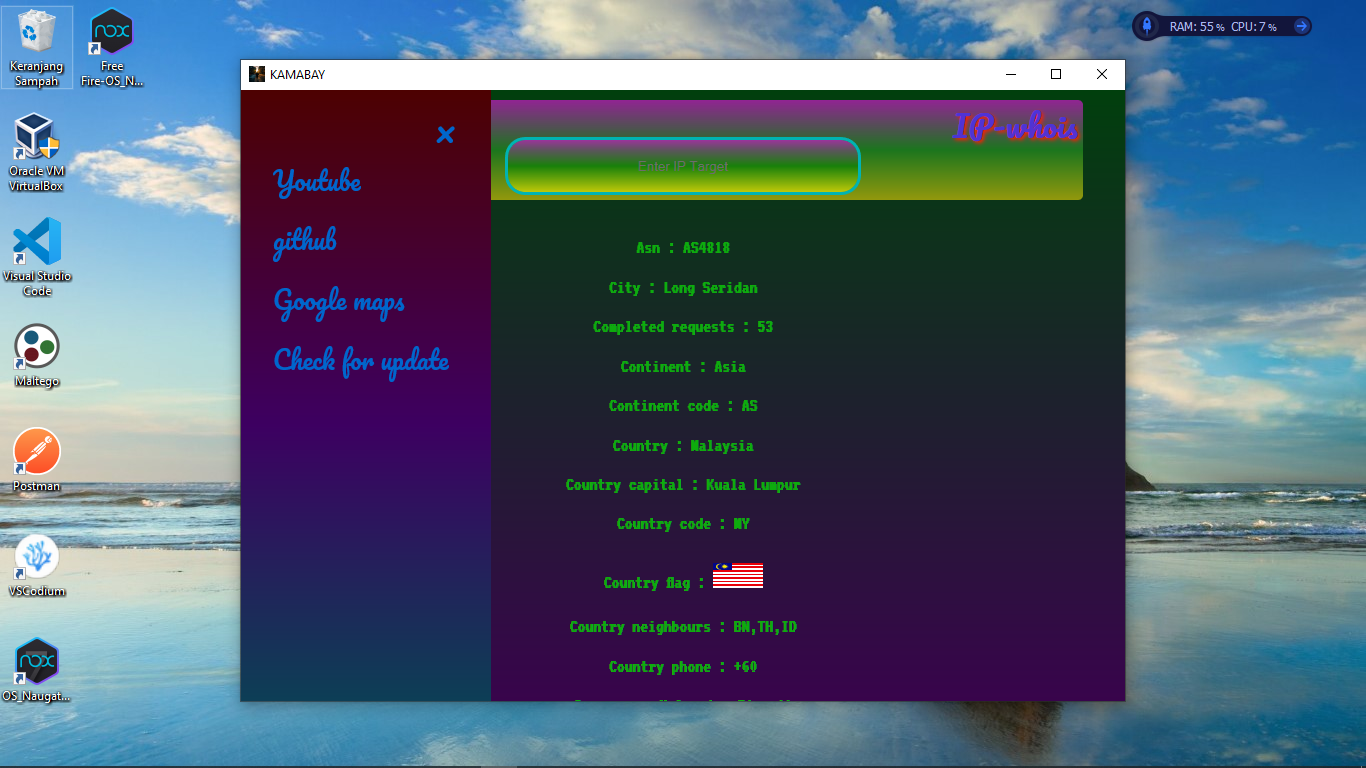 Keranjang
Sampah
Free
Fire-OS_N...
Oracle VM
VirtualBox
Visual Studio
Code
Maltego
Postman
VSCodium
OS_Naugat...
RAM: 55 % CPU: 7 %
KAMABAY
Youtube
github
Google maps
Check for update
IP-whois
Enter IP Target
Asn : AS4818
City : Long Seridan
Completed requests : 53
Continent : Asia
Continent code : AS
Country : Malaysia
Country capital : Kuala Lumpur
Country code : MY
Country flag :
Country neighbours : BN,TH,ID
Country phone : +60